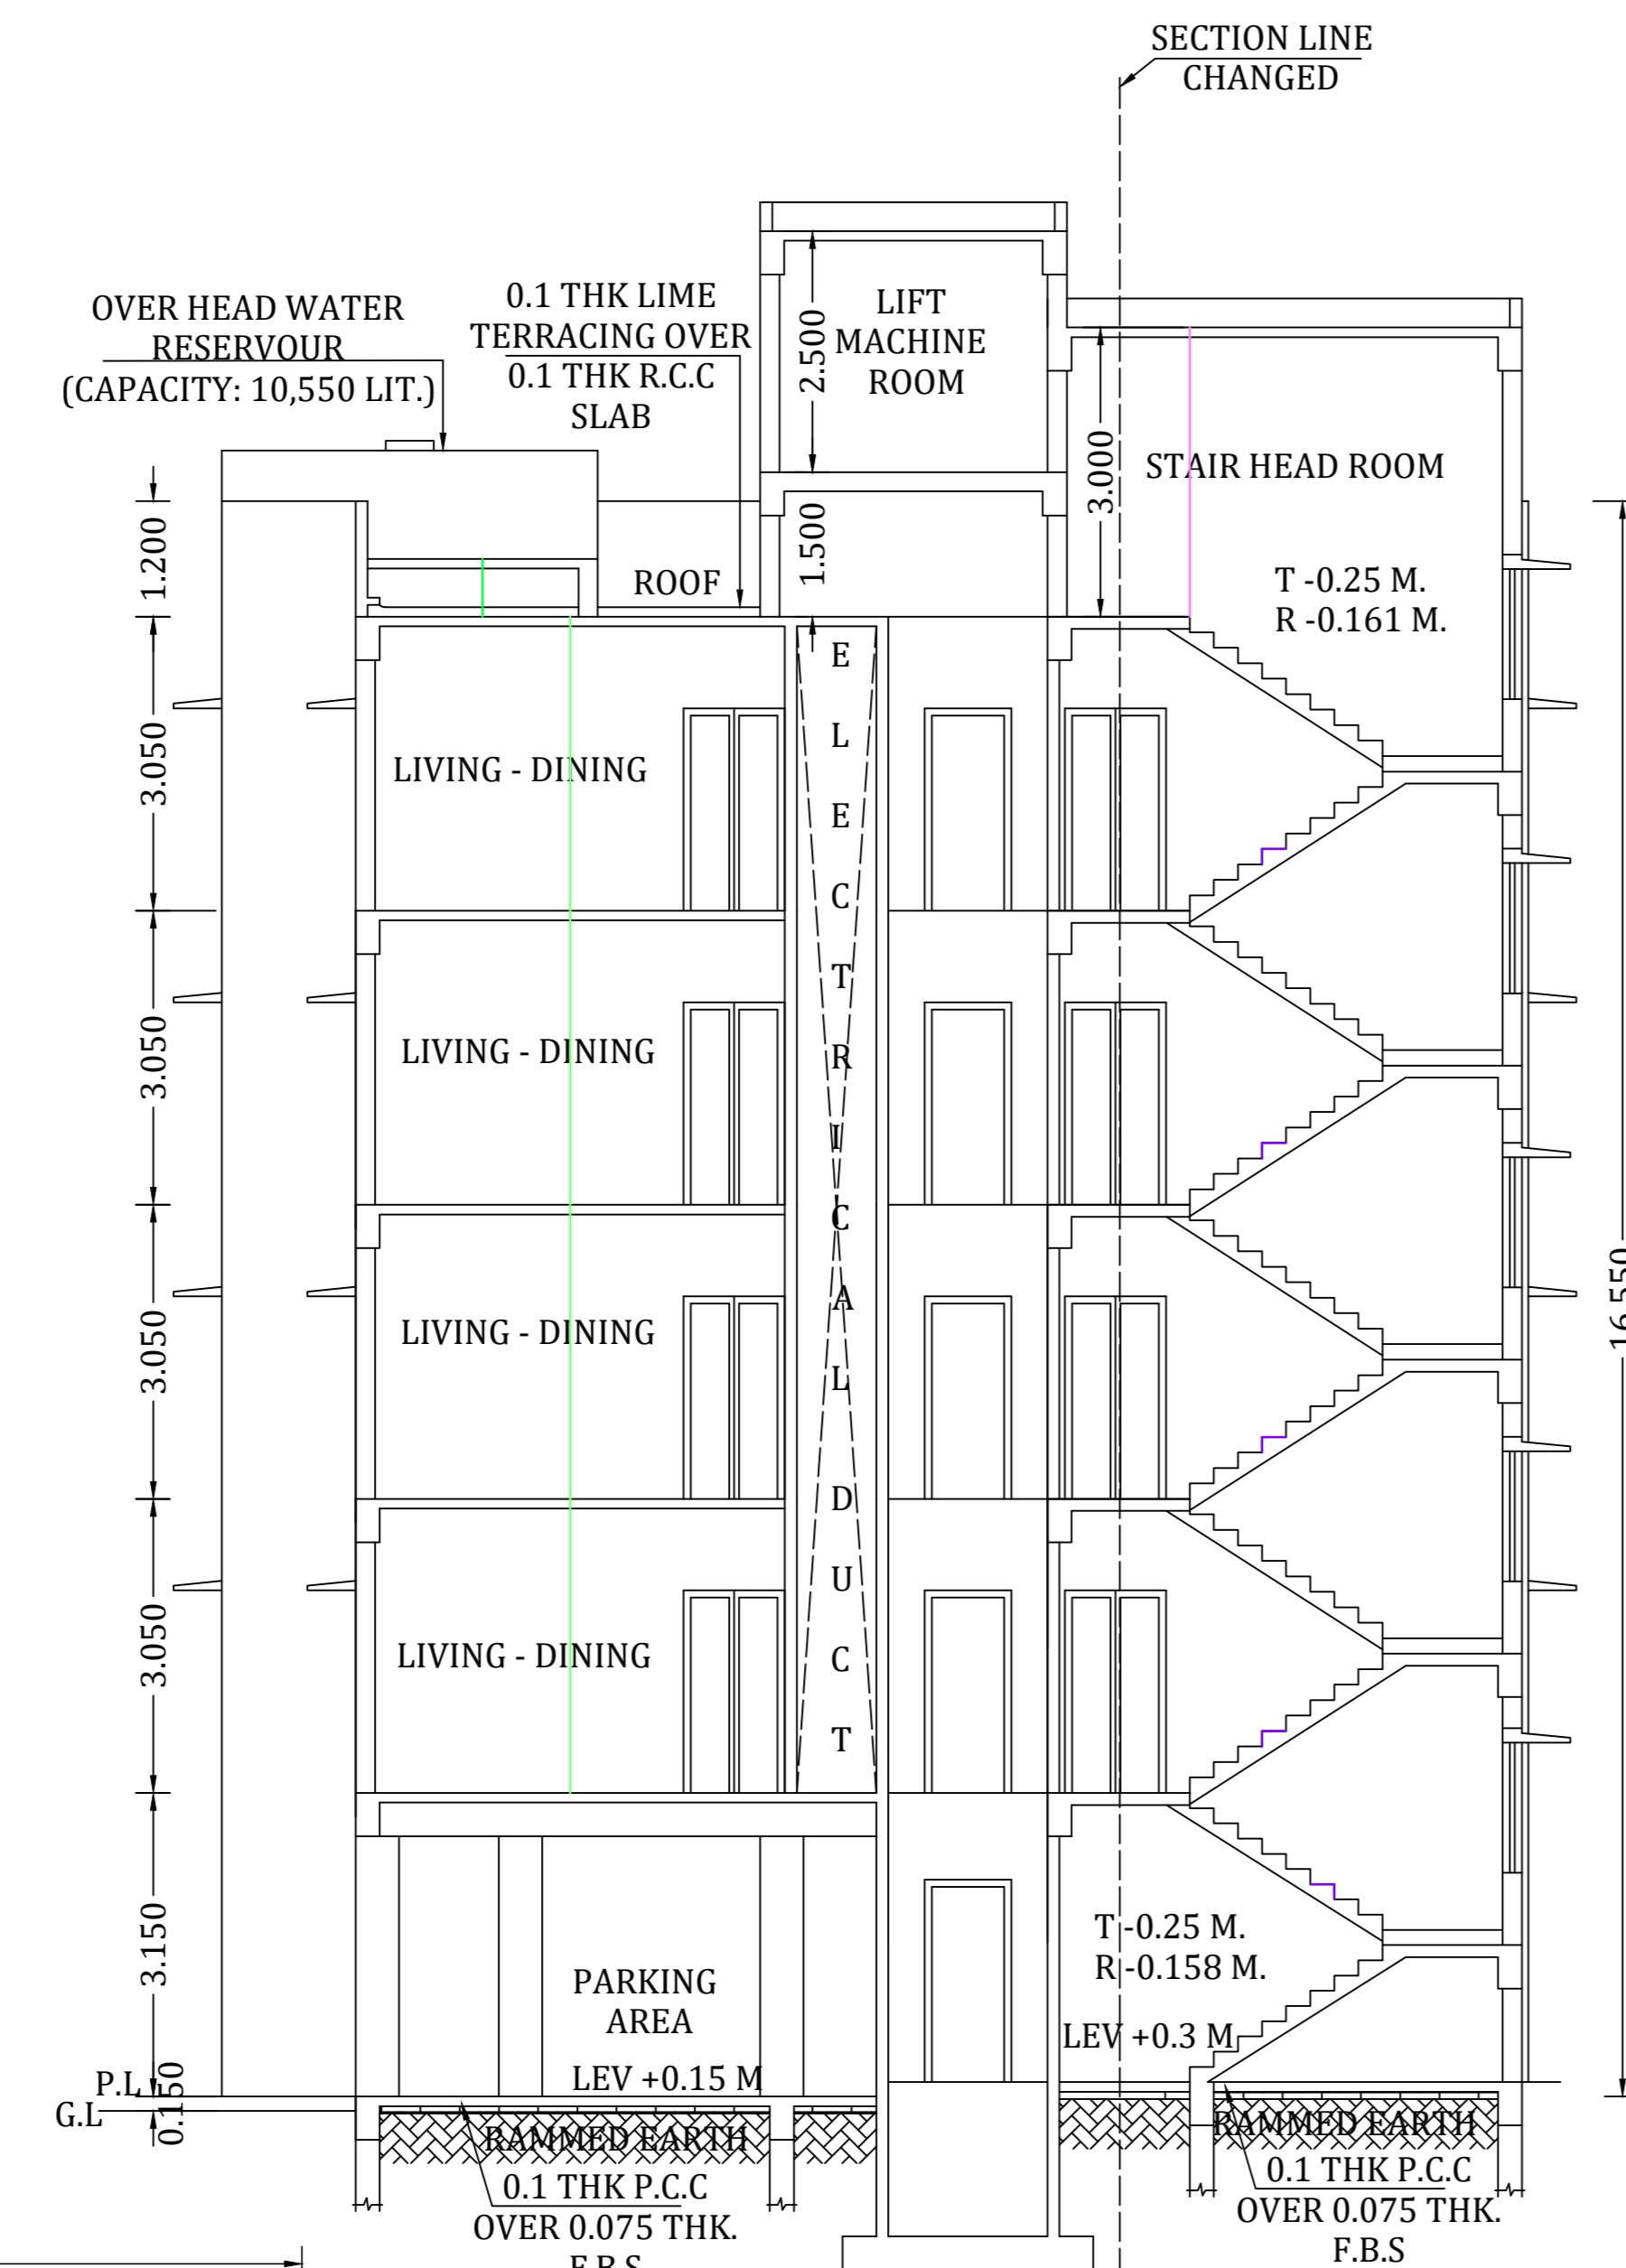 SECTION LINE
CHANGED
OVER HEAD WATER
RESERVOUR
(CAPACITY: 10,550 LIT.)
0.1 THK LIME
TERRACING OVER
0.1 THK R.C.C
SLAB
LIFT
MACHINE
ROOM
2.500
3.000
STAIR HEAD ROOM
1.200
1.500
ROOF
T -0.25 M.
R -0.161 M.
3.050
LIVING - DINING
3.050
LIVING - DINING
3.050
LIVING - DINING
3.050
LIVING - DINING
E
L
E
C
T
R
I
C
A
L
D
U
C
T
16.550
3.150
PARKING
AREA
LEV +0.15 M
T -0.25 M.
R -0.158 M.
LEV +0.3 M
P.L
G.L
0.150
RAMMED EARTH
0.1 THK P.C.C
OVER 0.075 THK.
F.B.S
RAMMED EARTH
0.1 THK P.C.C
OVER 0.075 THK.
F.B.S